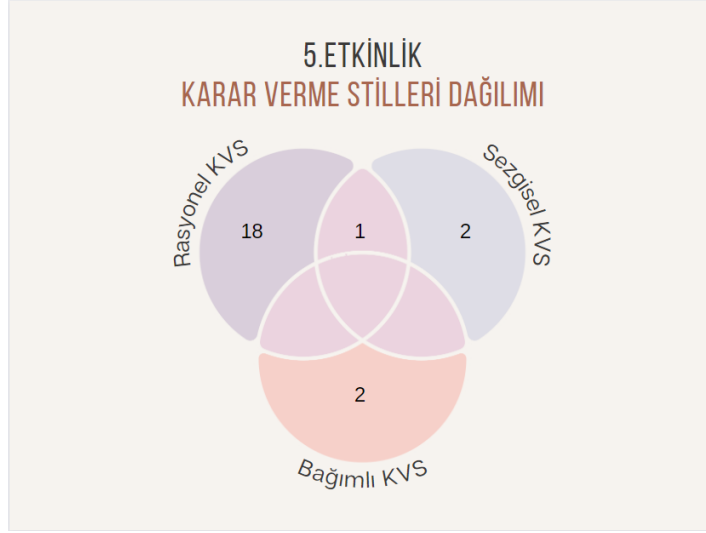 5.ETKİNLİK
KARAR VERME STİLLERİ DAĞILIMI
Rasyonel KVS
Sezgisel KVS
18
1
2
2
Bağımlı KVS